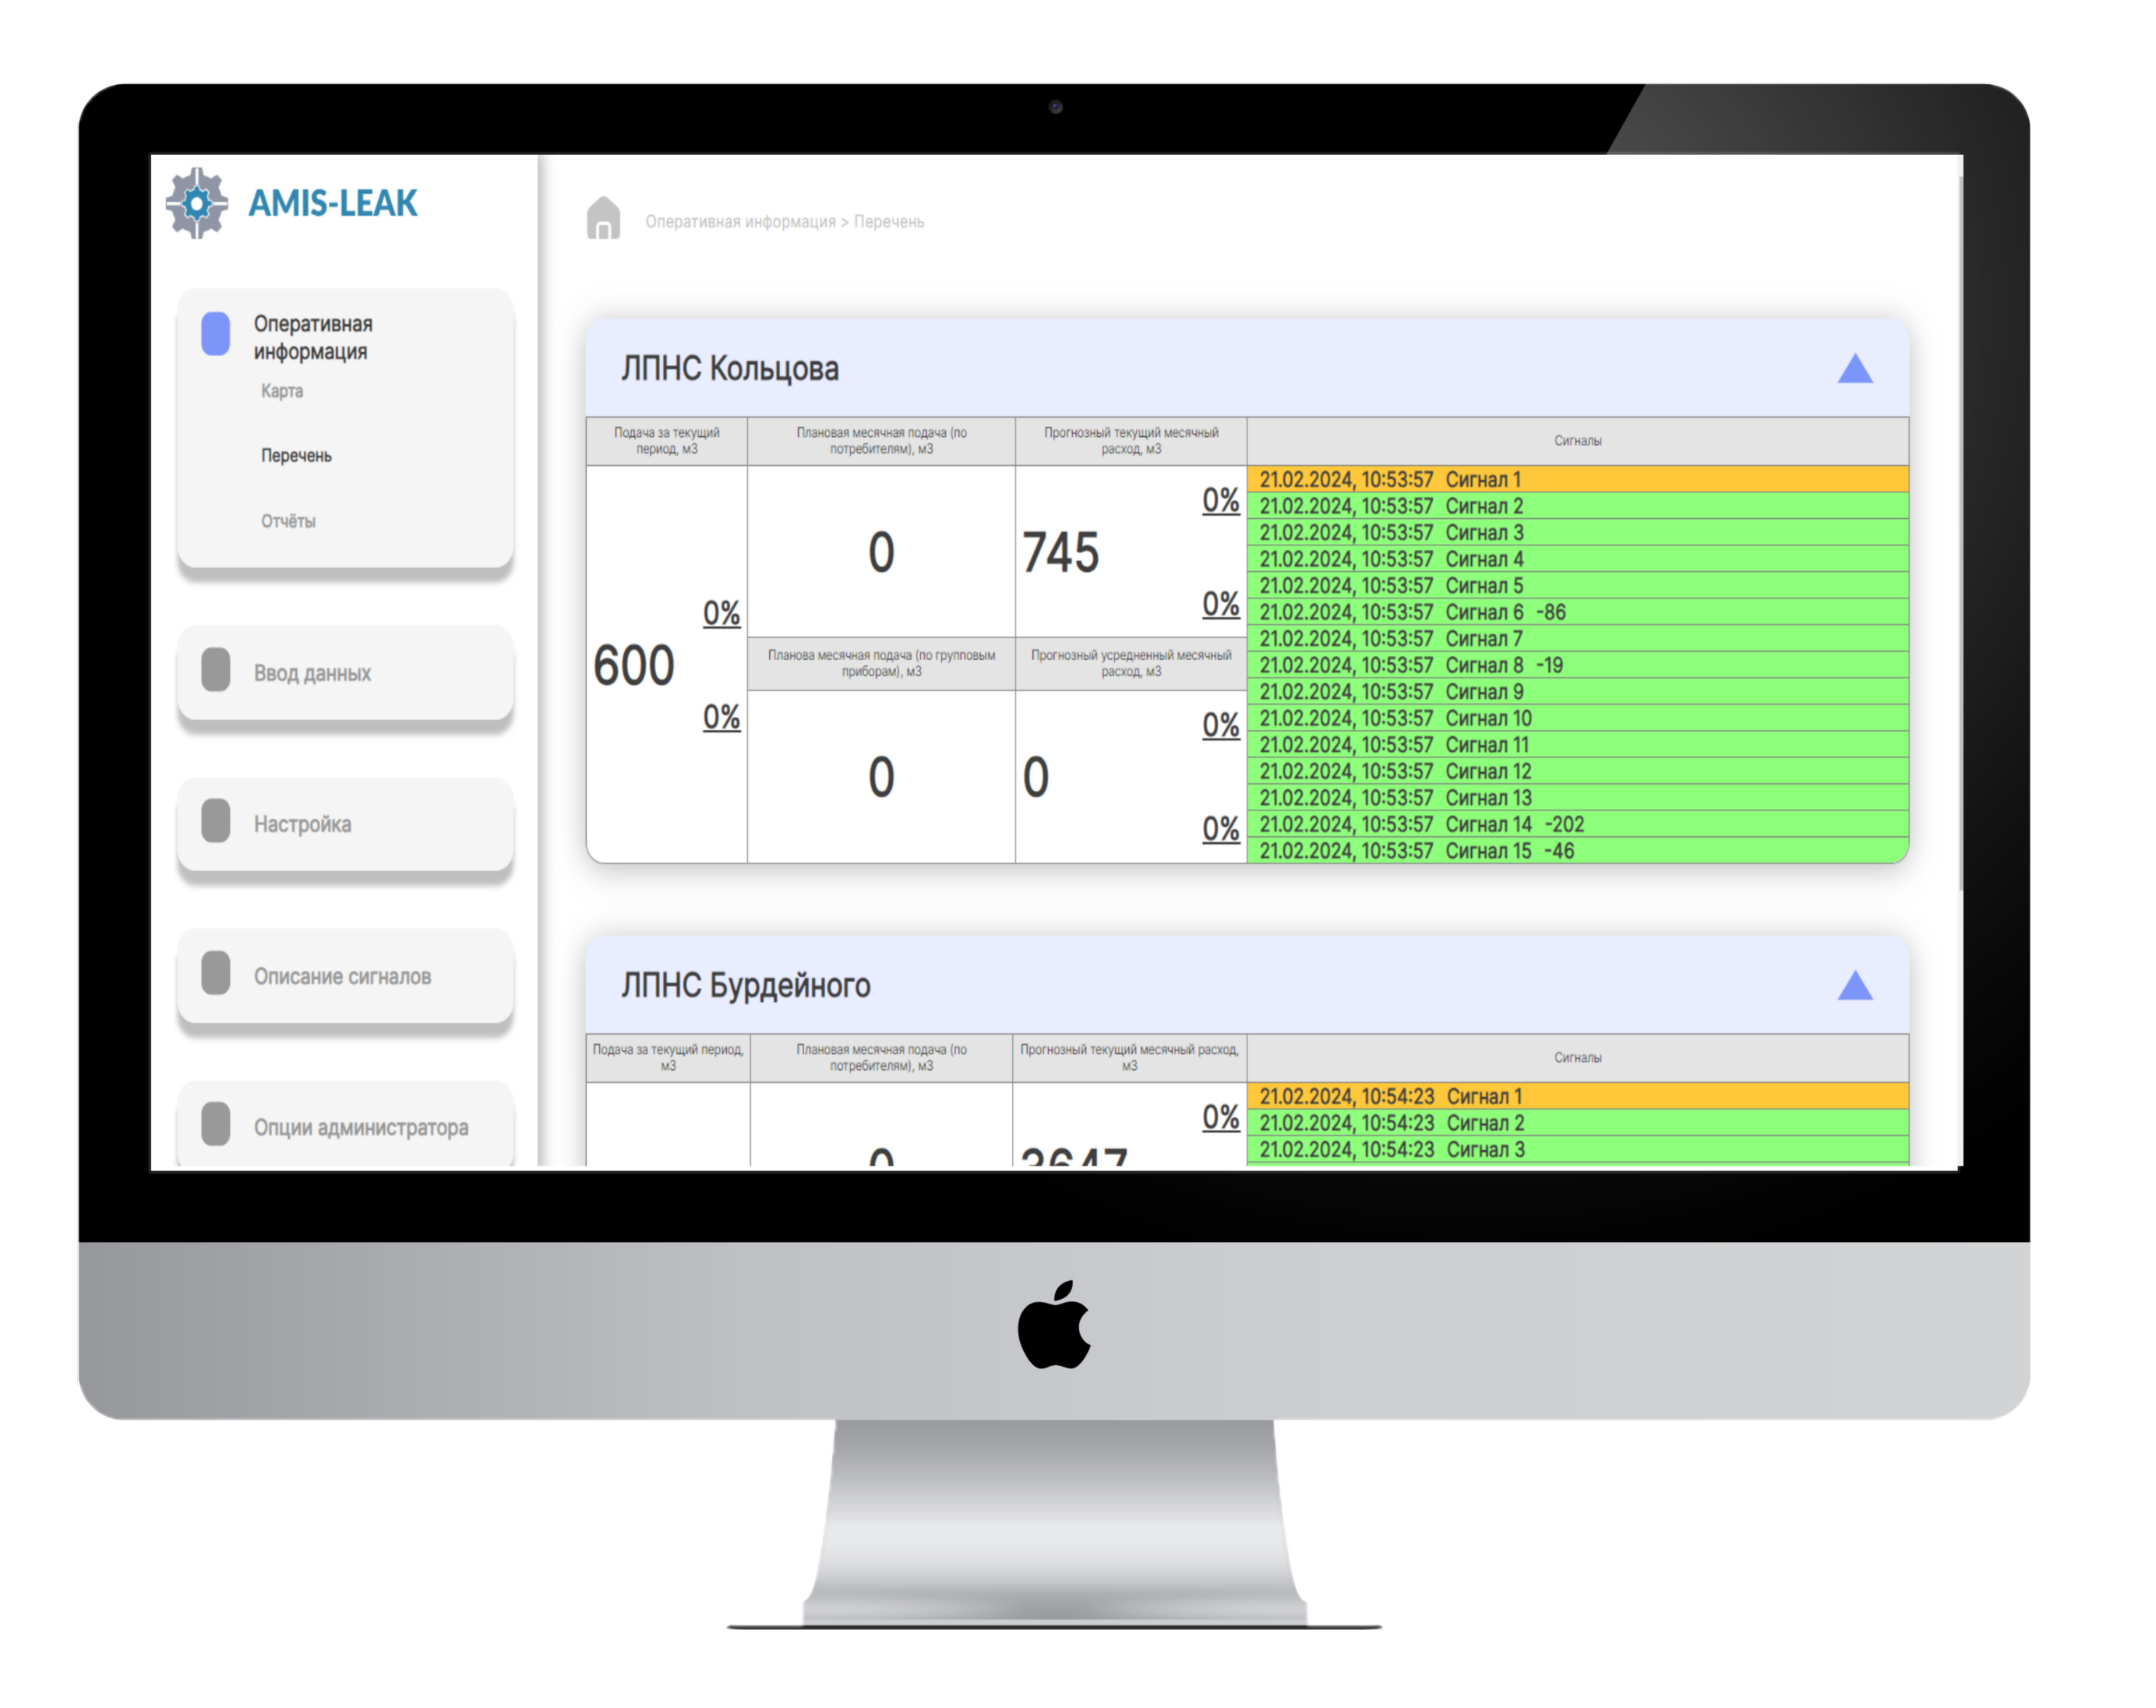 AMIS-LEAK
Оперативная
информация
Карта
Перечень
Отчёты
Ввод данных
Настройка
Описание сигналов
Опции администратора
Оперативная информация > Перечень
ЛПНС Кольцова
Подача за текущий
период, м3
Плановая месячная подача (по
потребителям), м3
Прогнозный текущий месячный
расход, м3
Сигналы
600
0%
0%
0
745
0%
0%
Планова месячная подача (по групповым
приборам), м3
Прогнозный усредненный месячный
расход, м3
0
0
0%
0%
21.02.2024, 10:53:57 Сигнал 1
21.02.2024, 10:53:57 Сигнал 2
21.02.2024, 10:53:57 Сигнал 3
21.02.2024, 10:53:57 Сигнал 4
21.02.2024, 10:53:57 Сигнал 5
21.02.2024, 10:53:57 Сигнал 6 -86
21.02.2024, 10:53:57 Сигнал 7
21.02.2024, 10:53:57 Сигнал 8 -19
21.02.2024, 10:53:57 Сигнал 9
21.02.2024, 10:53:57 Сигнал 10
21.02.2024, 10:53:57 Сигнал 11
21.02.2024, 10:53:57 Сигнал 12
21.02.2024, 10:53:57 Сигнал 13
21.02.2024, 10:53:57 Сигнал 14 -202
21.02.2024, 10:53:57 Сигнал 15 -46
ЛПНС Бурдейного
Подача за текущий период,
м3
Плановая месячная подача (по
потребителям), м3
Прогнозный текущий месячный расход,
м3
Сигналы
0
3647
0%
21.02.2024, 10:54:23 Сигнал 1
21.02.2024, 10:54:23 Сигнал 2
21.02.2024, 10:54:23 Сигнал 3